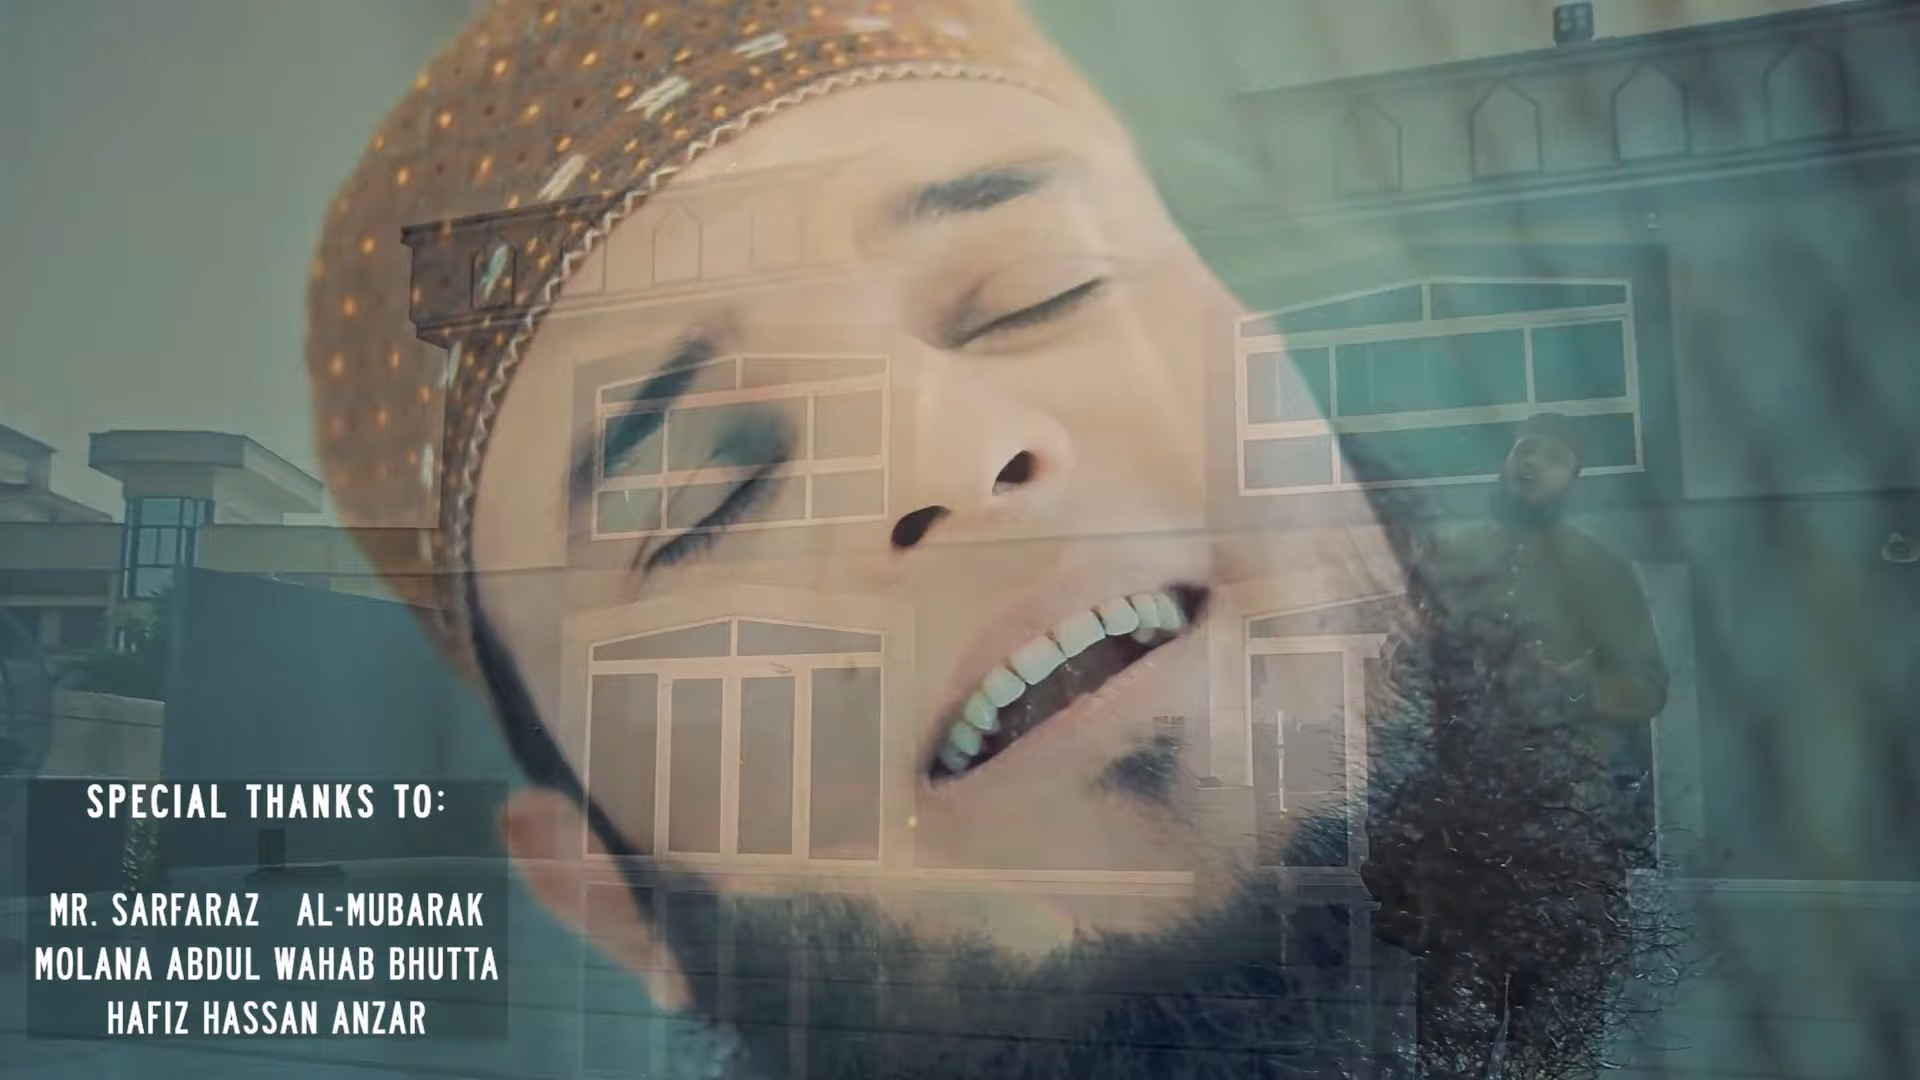 SPECIAL THANKS TO:
MR. SARFARAZ AL-MUBARAK
MOLANA ABDUL WAHAB BHUTTA
HAFIZ HASSAN ANZAR